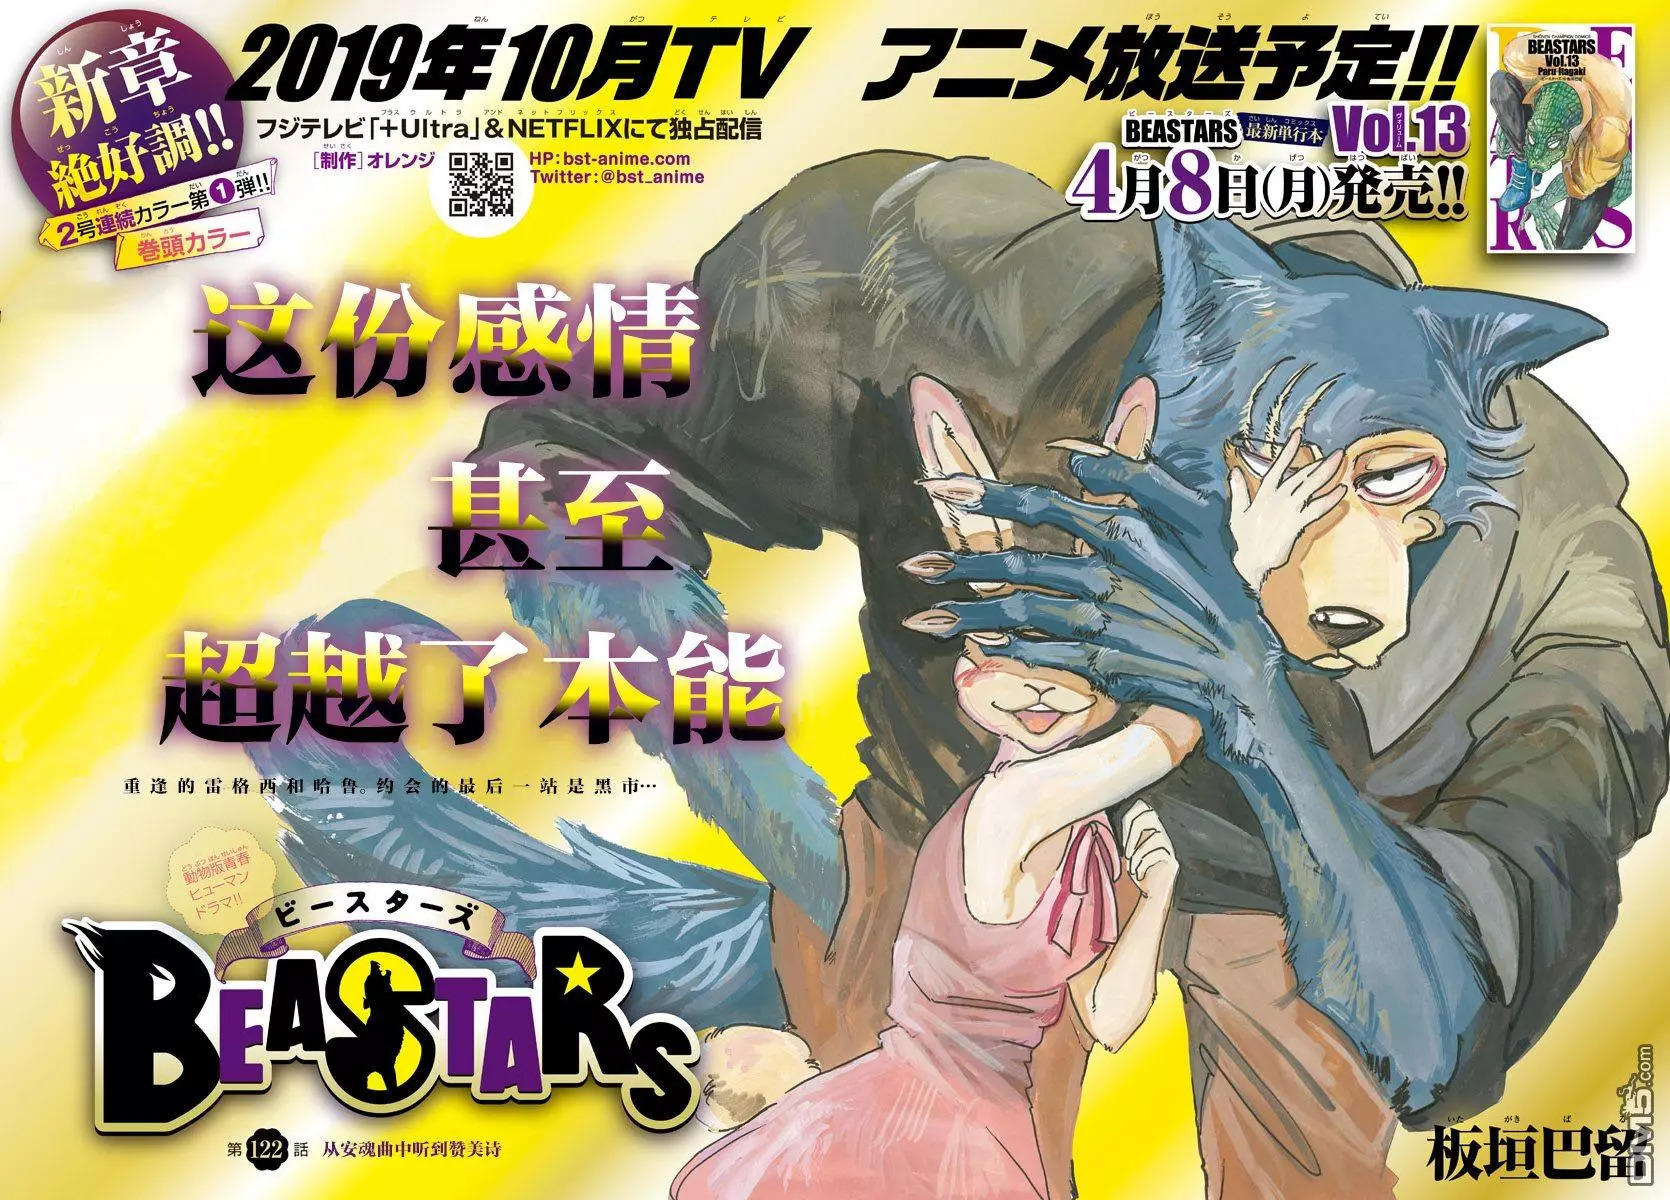 新章
絶好調!!
2号連続カラー第1弾!!
巻頭カラー
2019年10月TV アニメ放送予定!!
フジテレビ「+Ultra」&NETFLIXにて独占配信
[制作]オレンジ
HP:bst-anime.com
Twitter:@bst_anime
BEASTARS 最新単行本 Vol.13
4月8日(月)発売!!
BEASTARS
Vol.13
Paru Itagaki
这份感情
甚至
超越了本能
重逢的雷格西和哈鲁。约会的最后一站是黑市…
動物版青春
ヒューマン
ドラマ!!
ビースターズ
BEASTARS
第122話 从安魂曲中听到赞美诗
板垣巴留
DM5.com